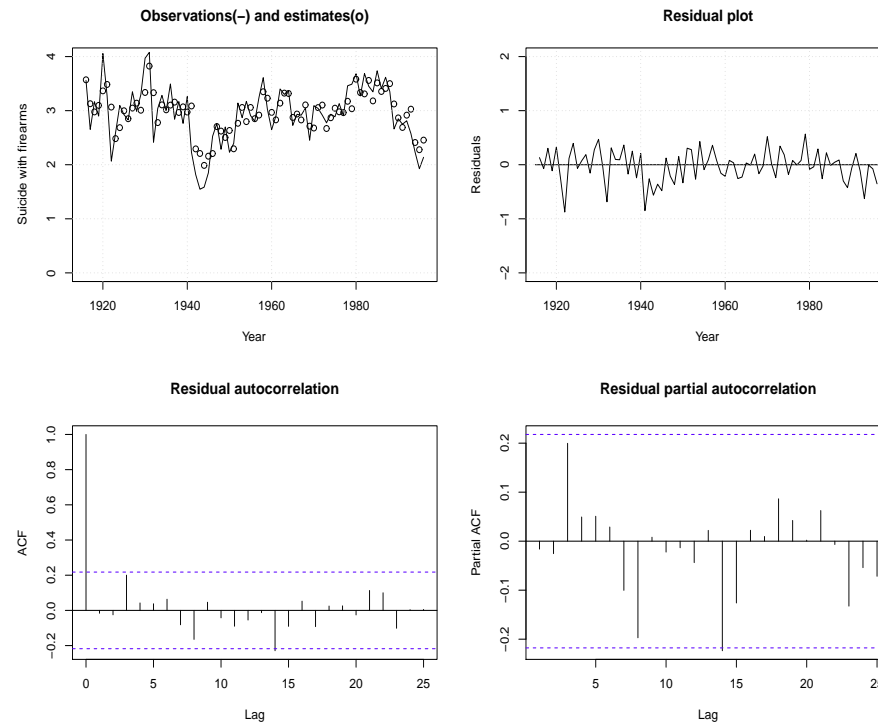 Observations(−) and estimates(o)
Suicide with firearms
4
3
2
1
0
1920 1940 1960 1980
Year
Residual plot
Residuals
2
1
0
−1
−2
1920 1940 1960 1980
Year
Residual autocorrelation
ACF
1.0
0.8
0.6
0.4
0.2
0.0
−0.2
0 5 10 15 20 25
Lag
Residual partial autocorrelation
Partial ACF
0.2
0.1
0.0
−0.1
−0.2
5 10 15 20 25
Lag